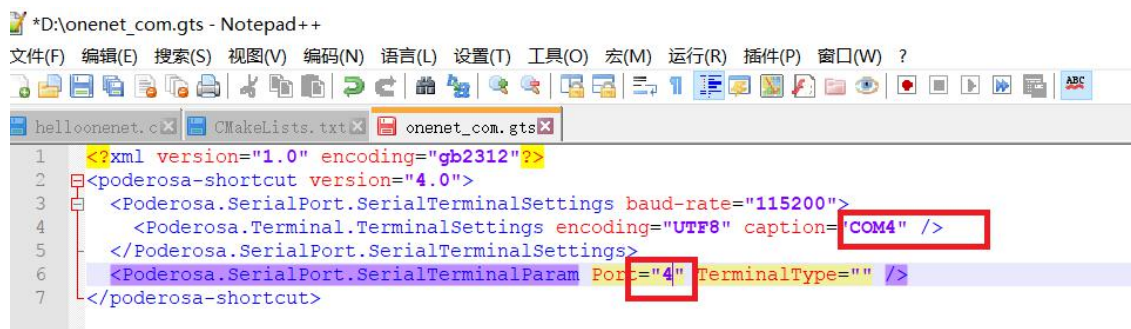 *D:\onenet_com.gts - Notepad++
文件(F) 编辑(E) 搜索(S) 视图(V) 编码(N) 语言(L) 设置(T) 工具(O) 宏(M) 运行(R) 插件(P) 窗口(W) ?
ABC
helloonenet.c CMakeLists.txt onenet_com.gts
1 <?xml version="1.0" encoding="gb2312"?>
2 <poderosa-shortcut version="4.0">
3 <Poderosa.SerialPort.SerialTerminalSettings baud-rate="115200">
4 <Poderosa.Terminal.TerminalSettings encoding="UTF8" caption="COM4" />
5 </Poderosa.SerialPort.SerialTerminalSettings>
6 <Poderosa.SerialPort.SerialTerminalParam Port="4" TerminalType="" />
7 </poderosa-shortcut>